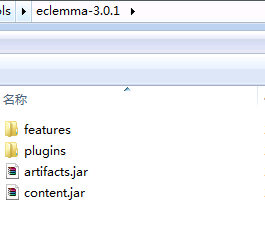 ols ▸ eclemma-3.0.1 ▸
名称
features
plugins
artifacts.jar
content.jar